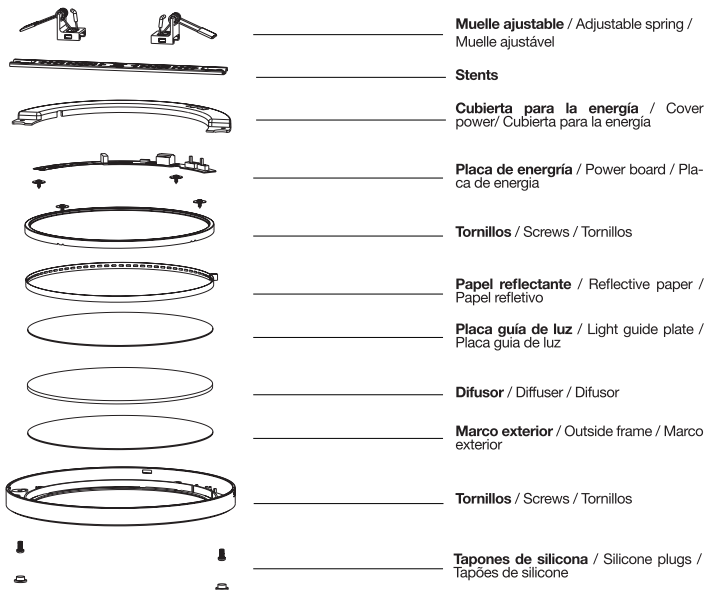 Muelle ajustable / Adjustable spring /
Muelle ajustável
Stents
Cubierta para la energía / Cover
power/ Cubierta para la energía
Placa de energría / Power board / Pla-
ca de energia
Tornillos / Screws / Tornillos
Papel reflectante / Reflective paper /
Papel refletivo
Placa guía de luz / Light guide plate /
Placa guia de luz
Difusor / Diffuser / Difusor
Marco exterior / Outside frame / Marco
exterior
Tornillos / Screws / Tornillos
Tapones de silicona / Silicone plugs /
Tapões de silicone